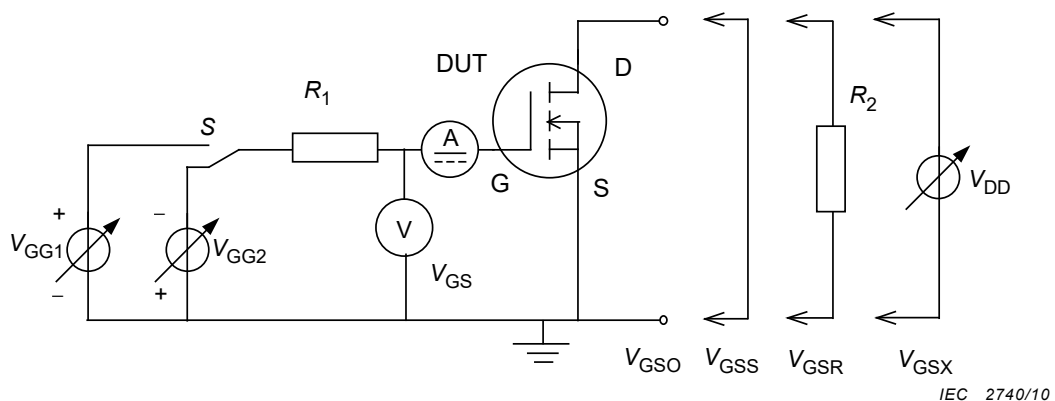 DUT
D
R1
R2
S
A
G
S
VDD
+
−
VGG1
−
+
VGG2
V
VGS
VGSO
VGSS
VGSR
VGSX
IEC 2740/10